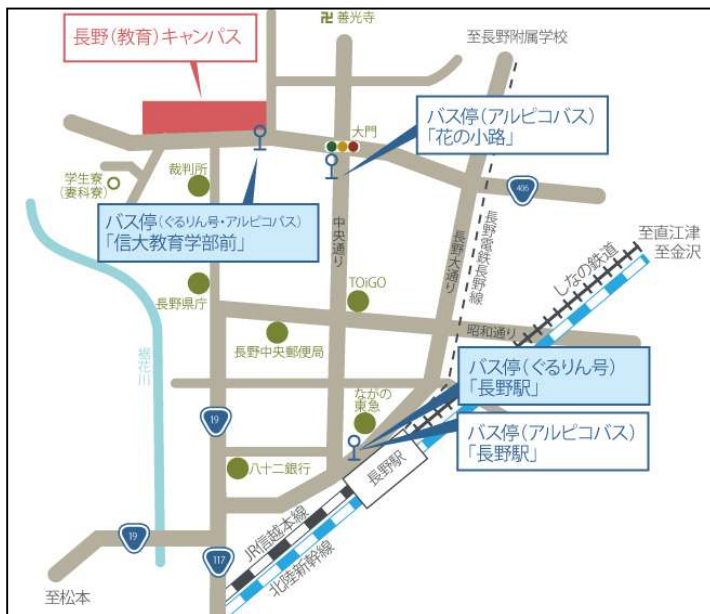 卍善光寺
長野(教育)キャンパス
至長野附属学校
バス停(アルピコバス)
「花の小路」
大門
406
学生寮
(妻科寮)
裁判所
バス停(ぐるりん号・アルピコバス)
「信大教育学部前」
中央通り
長野大通り
長野電鉄長野線
至直江津
至金沢
しなの鉄道
長野県庁
TOiGO
昭和通り
長野中央郵便局
裾花川
バス停(ぐるりん号)
「長野駅」
ながの
東急
バス停(アルピコバス)
「長野駅」
19
八十二銀行
長野駅
19
117
JR信越本線
北陸新幹線
至松本